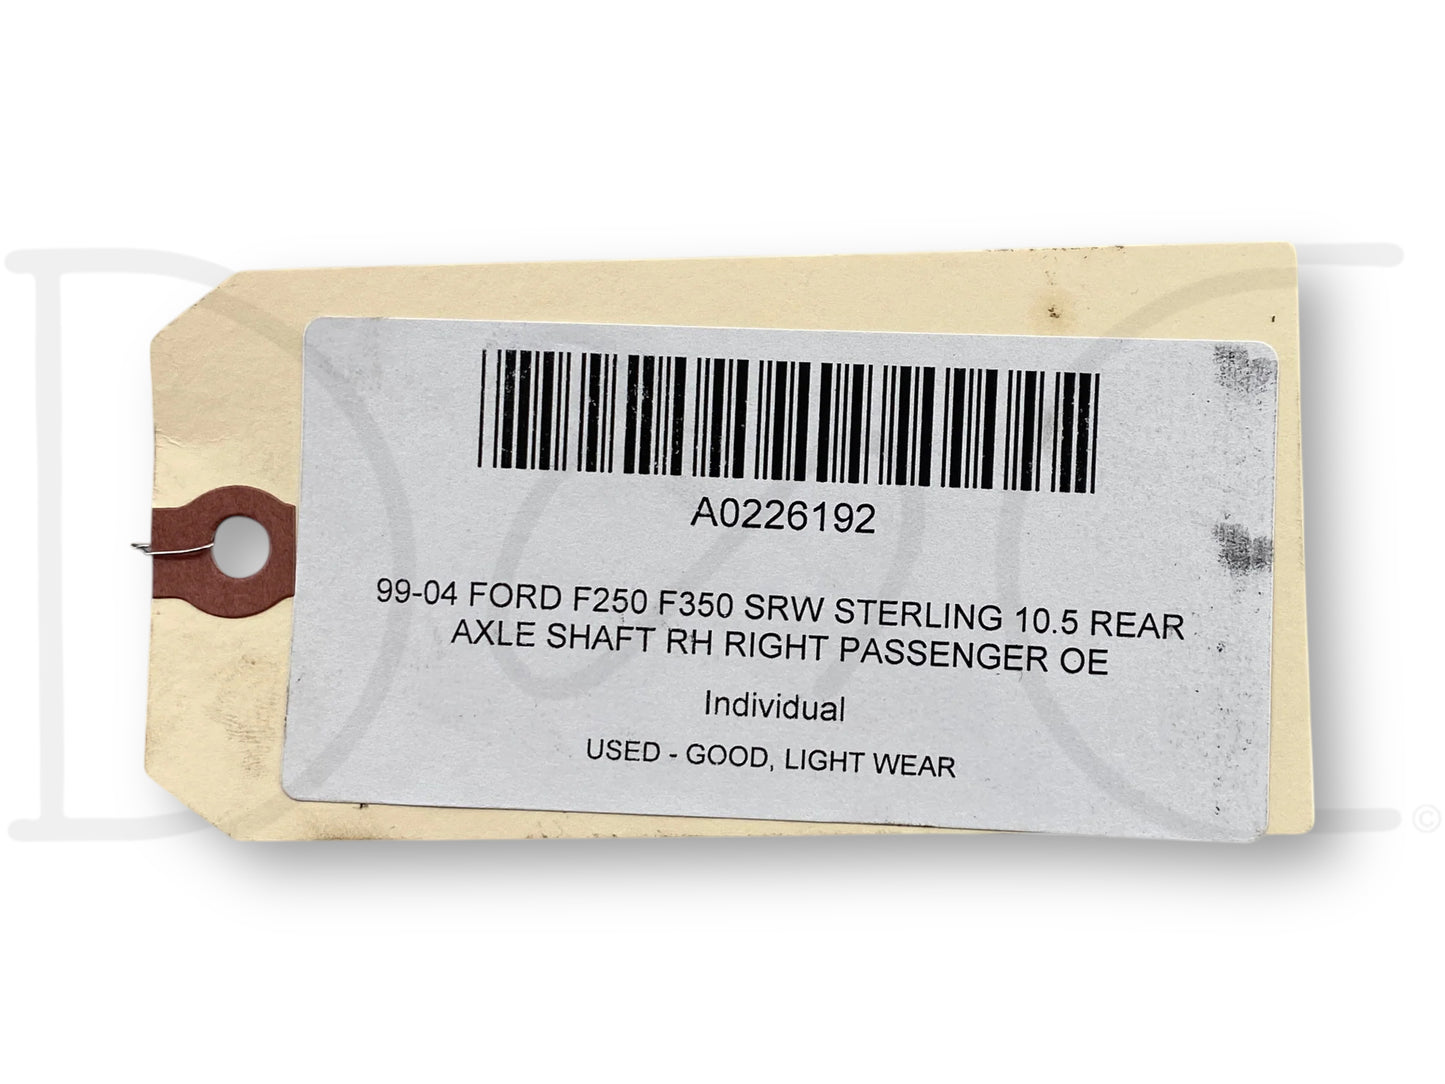 A0226192
99-04 FORD F250 F350 SRW STERLING 10.5 REAR
AXLE SHAFT RH RIGHT PASSENGER OE
Individual
USED - GOOD, LIGHT WEAR
©